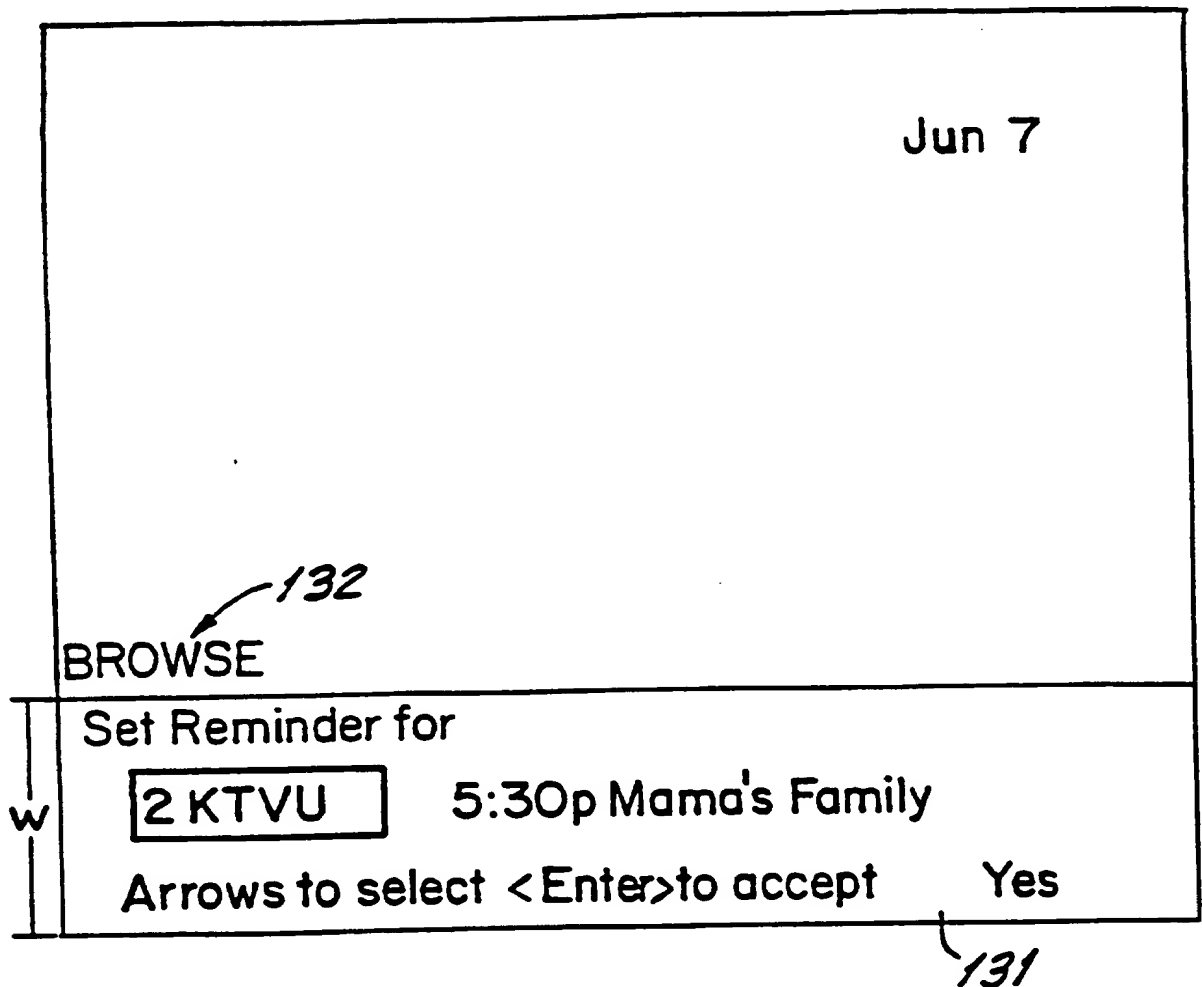 Jun 7
132
BROWSE
Set Reminder for
W
2 KTVU 5:30p Mama's Family
Arrows to select <Enter>to accept Yes
131